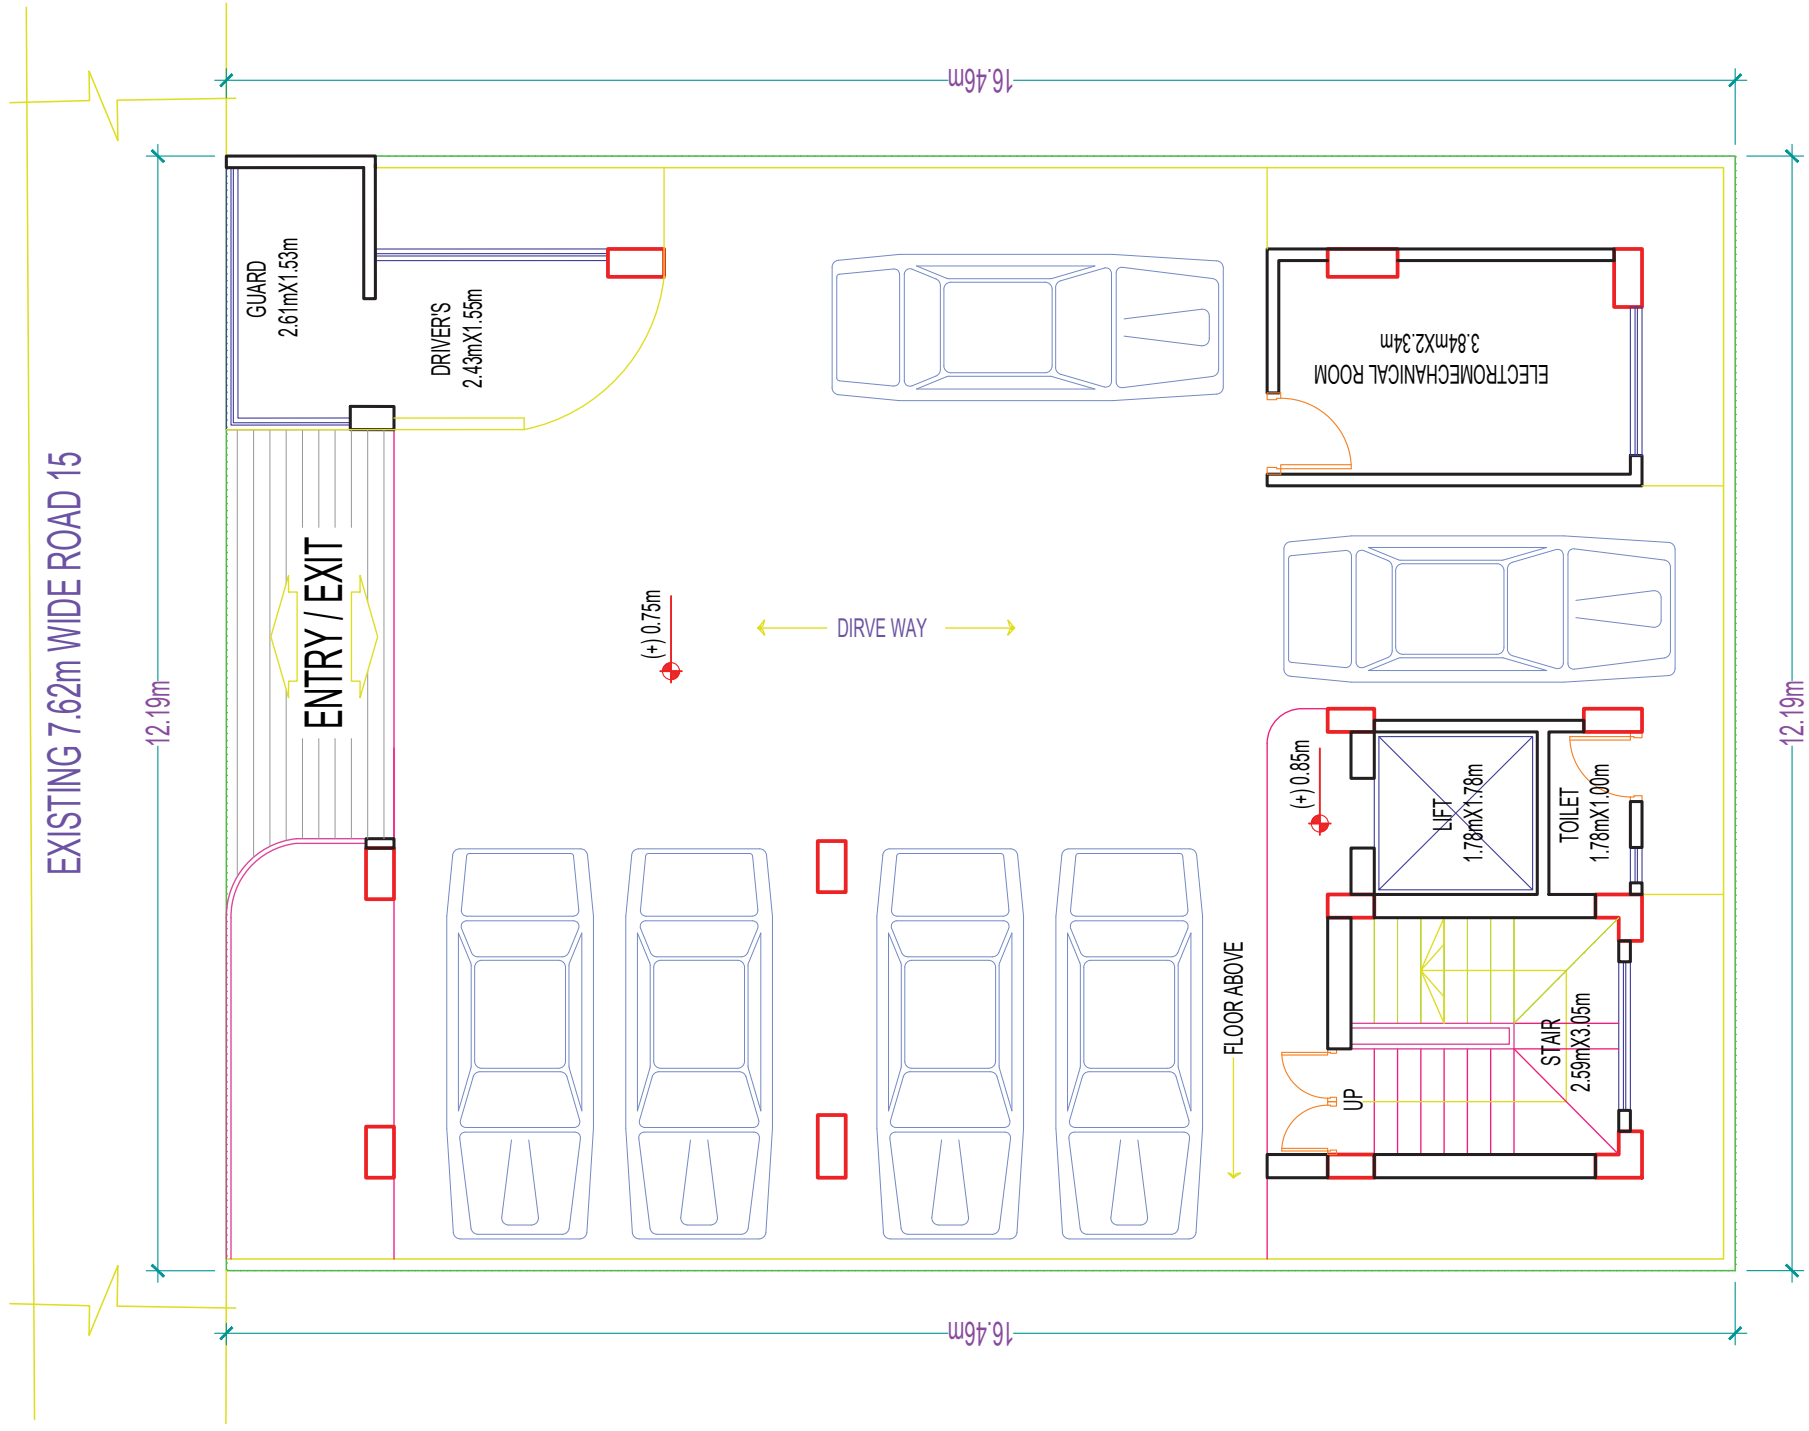 16.46m
EXISTING 7.62m WIDE ROAD 15
12.19m
GUARD
2.61mX1.53m
DRIVER'S
2.43mX1.55m
ELECTROMECHANICAL ROOM
3.84mX2.34m
ENTRY / EXIT
(+) 0.75m
DIRVE WAY
12.19m
(+) 0.85m
LIFT
1.78mX1.78m
TOILET
1.78mX1.00m
FLOOR ABOVE
UP
STAIR
2.59mX3.05m
16.46m